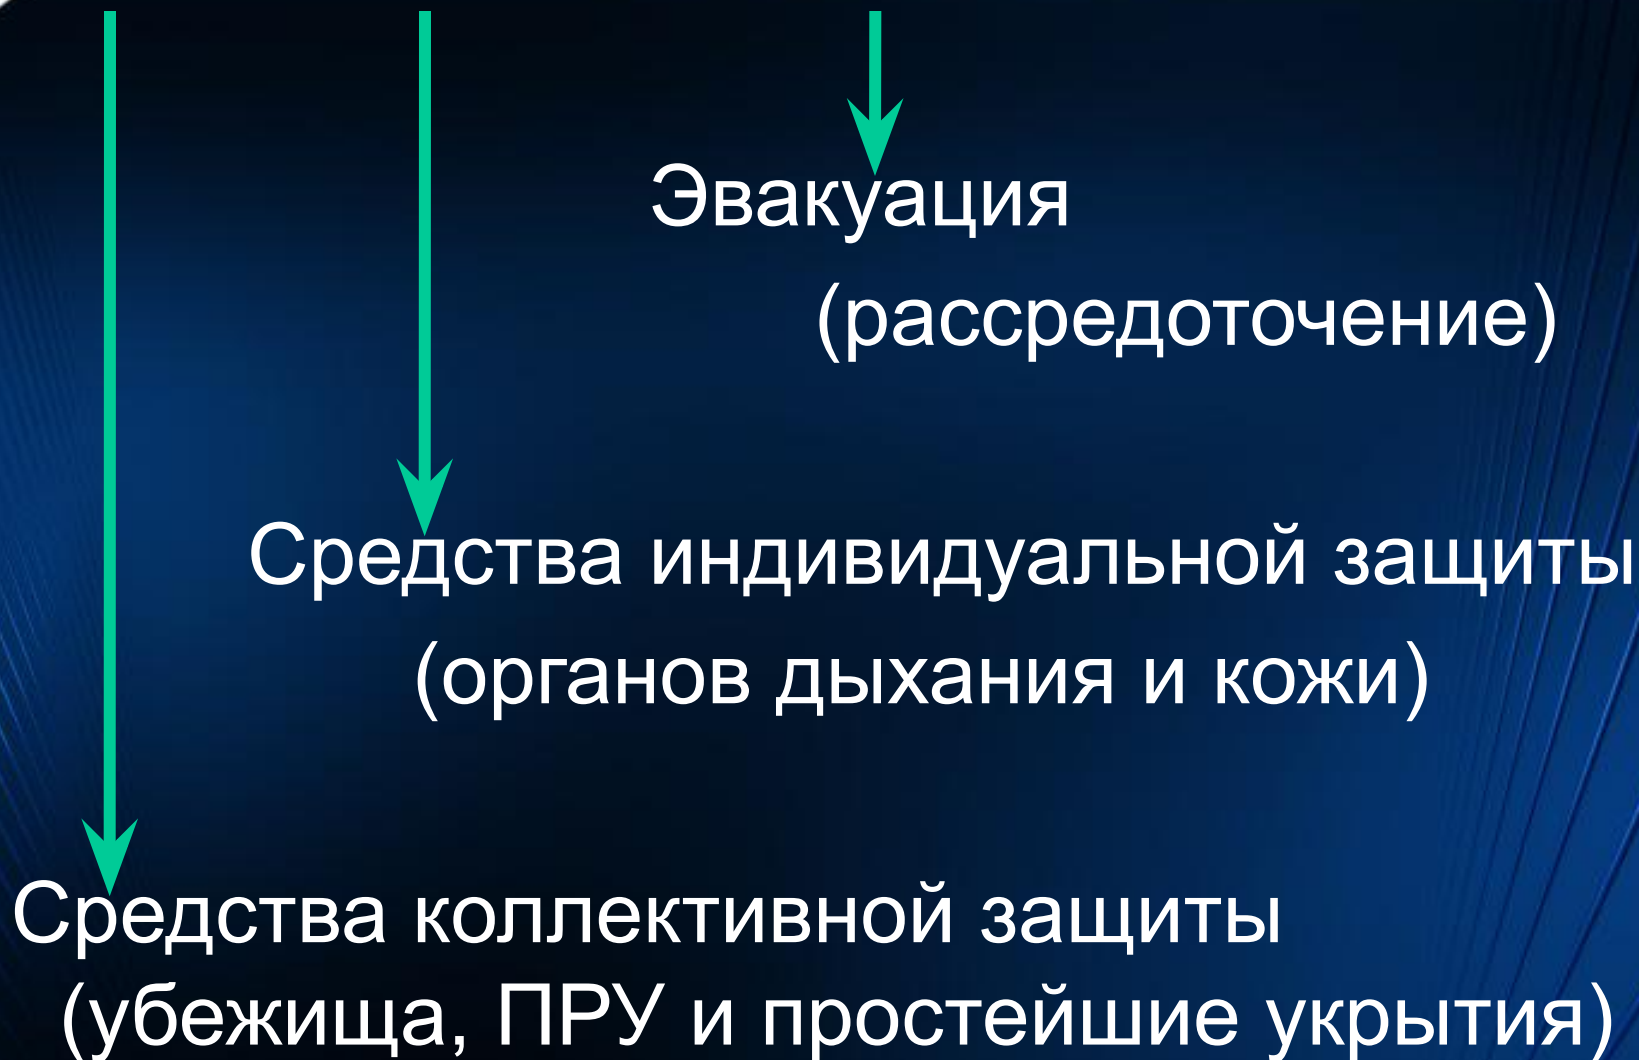 Эвакуация
(рассредоточение)
Средства индивидуальной защиты
(органов дыхания и кожи)
Средства коллективной защиты
(убежища, ПРУ и простейшие укрытия)